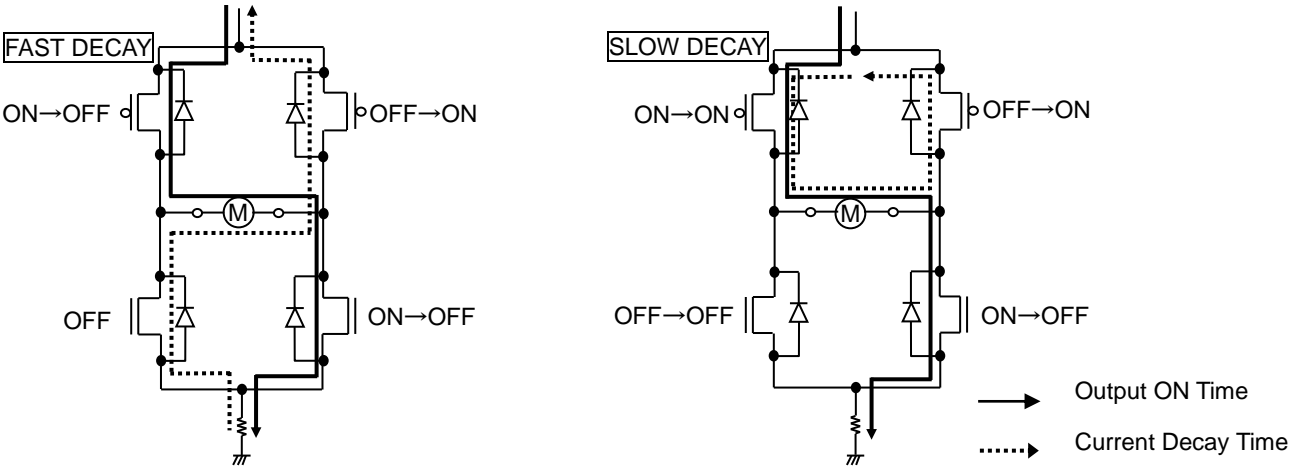 FAST DECAY
SLOW DECAY
ON→OFF
OFF→ON
ON→ON
OFF→ON
M
M
OFF
ON→OFF
OFF→OFF
ON→OFF
Output ON Time
Current Decay Time